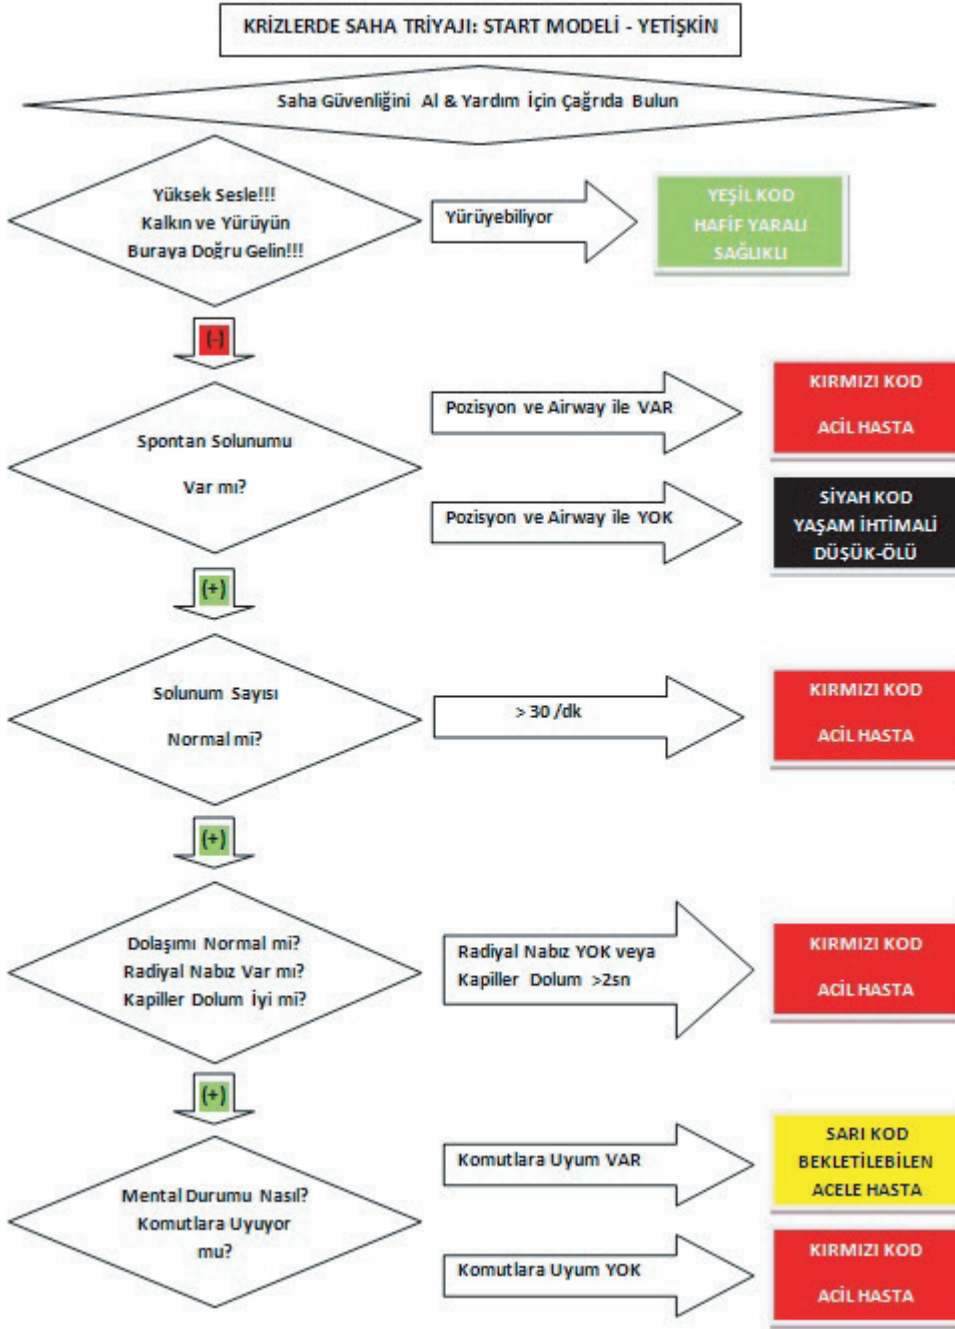 KRİZLERDE SAHA TRİYAJI: START MODELİ - YETİŞKİN
Saha Güvenliğini Al & Yardım İçin Çağrıda Bulun
Yüksek Sesle!!!
Kalkın ve Yürüyün
Buraya Doğru Gelin!!!
Yürüyebiliyor
YEŞİL KOD
HAFİF YARALI
SAĞLIKLI
(-)
Spontan Solunumu
Var mı?
Pozisyon ve Airway ile VAR
KIRMIZI KOD
ACİL HASTA
Pozisyon ve Airway ile YOK
SİYAH KOD
YAŞAM İHTİMALİ
DÜŞÜK-ÖLÜ
(+)
Solunum Sayısı
Normal mi?
> 30 /dk
KIRMIZI KOD
ACİL HASTA
(+)
Dolaşımı Normal mi?
Radiyal Nabız Var mı?
Kapiller Dolum İyi mi?
Radiyal Nabız YOK veya
Kapiller Dolum >2sn
KIRMIZI KOD
ACİL HASTA
(+)
Mental Durumu Nasıl?
Komutlara Uyuyor
mu?
Komutlara Uyum VAR
SARI KOD
BEKLETİLEBİLEN
ACELE HASTA
Komutlara Uyum YOK
KIRMIZI KOD
ACİL HASTA